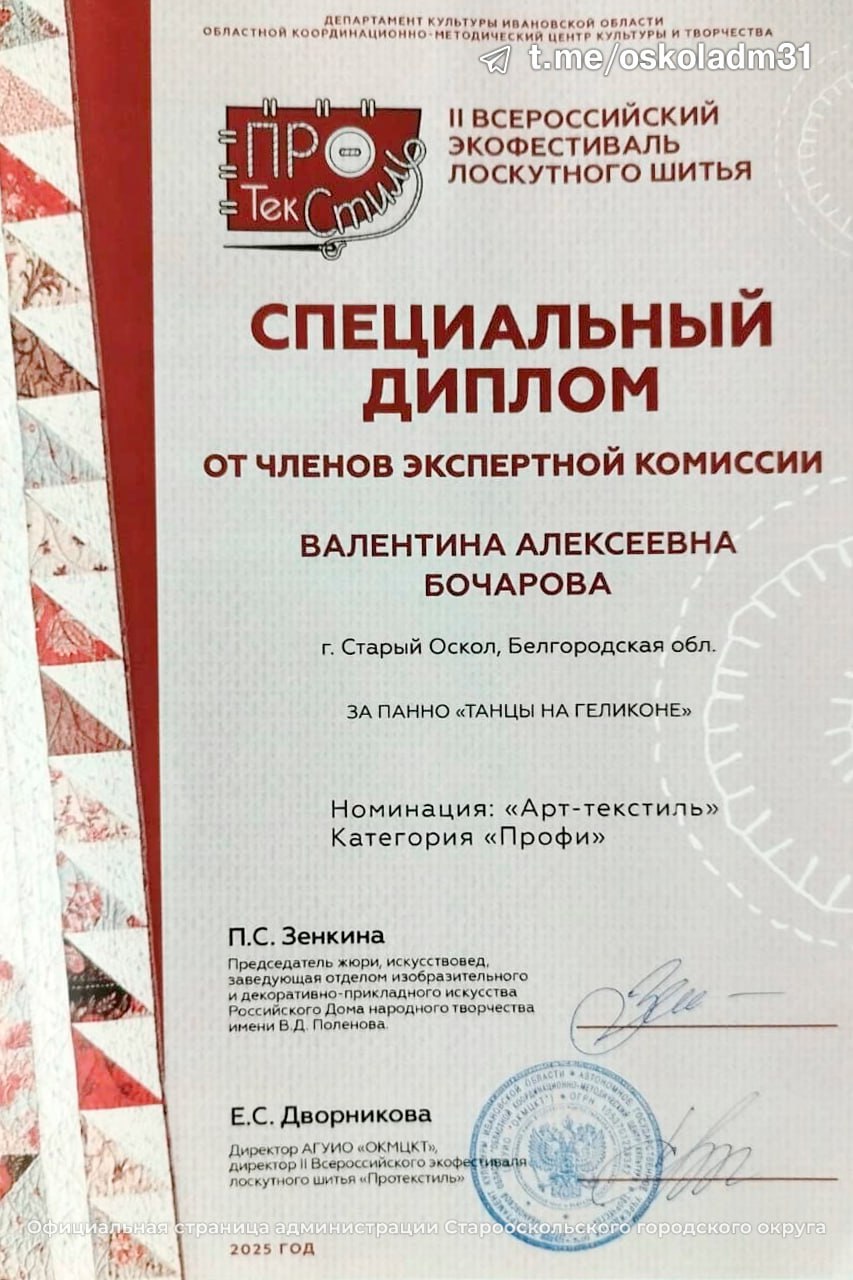 ДЕПАРТАМЕНТ КУЛЬТУРЫ ИВАНОВСКОЙ ОБЛАСТИ
ОБЛАСТНОЙ КООРДИНАЦИОННО-МЕТОДИЧЕСКИЙ ЦЕНТР КУЛЬТУРЫ И ТВОРЧЕСТВА
t.me/oskoladm31
ПРО
ТекСтиль
II ВСЕРОССИЙСКИЙ
ЭКОФЕСТИВАЛЬ
ЛОСКУТНОГО ШИТЬЯ
СПЕЦИАЛЬНЫЙ
ДИПЛОМ
ОТ ЧЛЕНОВ ЭКСПЕРТНОЙ КОМИССИИ
ВАЛЕНТИНА АЛЕКСЕЕВНА
БОЧАРОВА
г. Старый Оскол, Белгородская обл.
ЗА ПАННО «ТАНЦЫ НА ГЕЛИКОНЕ»
Номинация: «Арт-текстиль»
Категория «Профи»
П.С. Зенкина
Председатель жюри, искусствовед,
заведующая отделом изобразительного
и декоративно-прикладного искусства
Российского Дома народного творчества
имени В.Д. Поленова.
Е.С. Дворникова
Директор АГУИО «ОКМЦКТ»,
директор II Всероссийского экофестиваля
лоскутного шитья «Протекстиль»
Официальная страница администрации Старооскольского городского округа
2025 ГОД